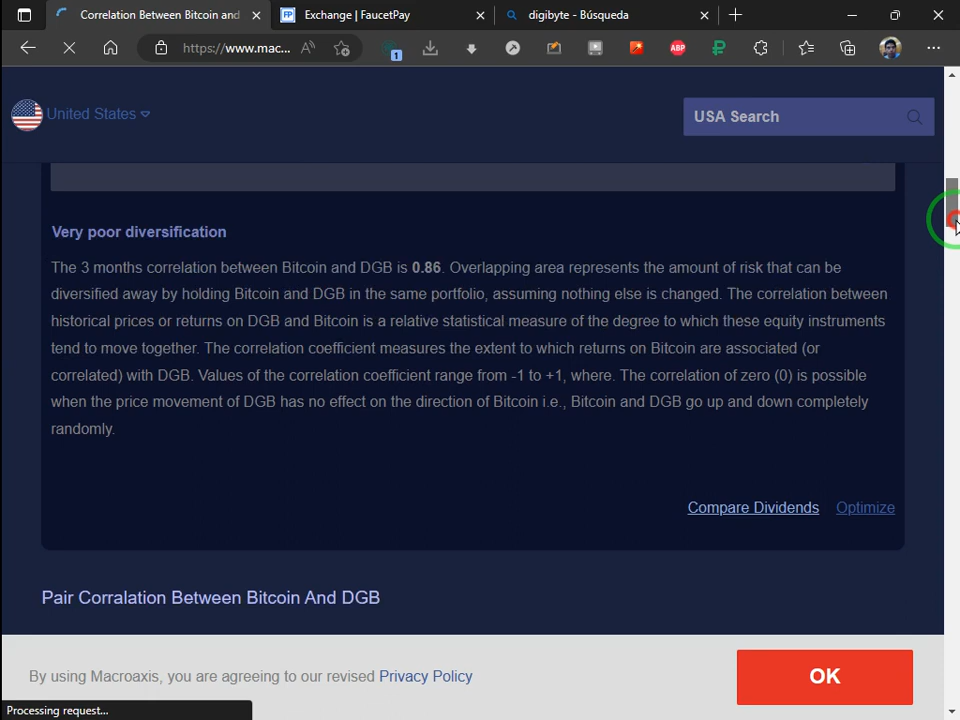 Correlation Between Bitcoin and
Exchange | FaucetPay
digibyte - Búsqueda
https://www.mac...
1
ABP
United States
USA Search
Very poor diversification
The 3 months correlation between Bitcoin and DGB is 0.86. Overlapping area represents the amount of risk that can be
diversified away by holding Bitcoin and DGB in the same portfolio, assuming nothing else is changed. The correlation between
historical prices or returns on DGB and Bitcoin is a relative statistical measure of the degree to which these equity instruments
tend to move together. The correlation coefficient measures the extent to which returns on Bitcoin are associated (or
correlated) with DGB. Values of the correlation coefficient range from -1 to +1, where. The correlation of zero (0) is possible
when the price movement of DGB has no effect on the direction of Bitcoin i.e., Bitcoin and DGB go up and down completely
randomly.
Compare Dividends Optimize
Pair Corralation Between Bitcoin And DGB
By using Macroaxis, you are agreeing to our revised Privacy Policy
OK
Processing request...